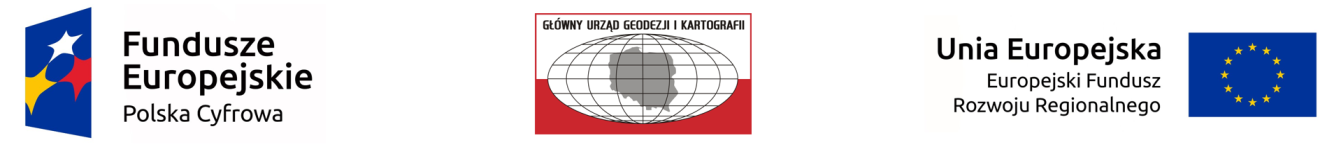 Fundusze
Europejskie
Polska Cyfrowa
GŁÓWNY URZĄD GEODEZJI I KARTOGRAFII
Unia Europejska
Europejski Fundusz
Rozwoju Regionalnego